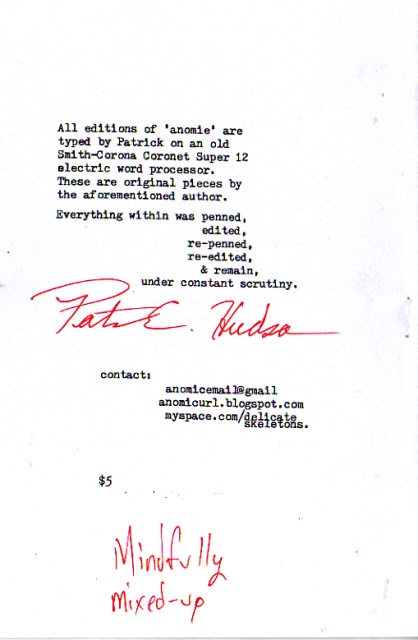 All editions of 'anomie' are
typed by Patrick on an old
Smith-Corona Coronet Super 12
electric word processor.
These are original pieces by
the aforementioned author.
Everything within was penned,
edited,
re-penned,
re-edited,
& remain,
under constant scrutiny.
Pat E. Hudson
contact:
anomicemail@gmail
anomicurl.blogspot.com
myspace.com/delicate
skeletons.
$5
Mindfully
mixed-up